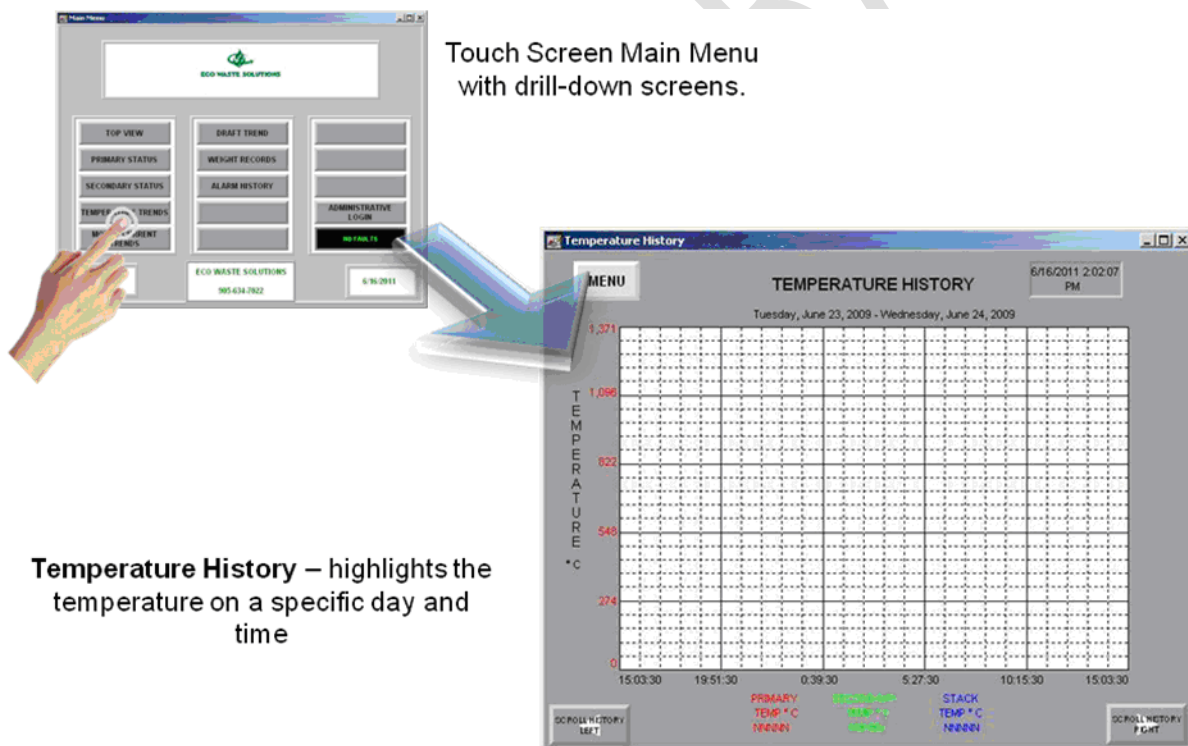 Main Menu
ECO WASTE SOLUTIONS
Touch Screen Main Menu
with drill-down screens.
TOP VIEW
DRAFT TREND
PRIMARY STATUS
WEIGHT RECORDS
SECONDARY STATUS
ALARM HISTORY
TRENDS
ADMINISTRATIVE
LOGIN
TRENDS
NO FAULTS
ECO WASTE SOLUTIONS
905-634-7022
6/16/2011
Temperature History
MENU
TEMPERATURE HISTORY
6/16/2011 2:02:07
PM
Tuesday, June 23, 2009 - Wednesday, June 24, 2009
1,371
1,096
822
548
274
0
TEMPERATURE
°C
15:03:30 19:51:30 0:39:30 5:27:30 10:15:30 15:03:30
PRIMARY STACK
TEMP °C TEMP °C
NNNNN NNNNN
SCROLL HISTORY
LEFT
SCROLL HISTORY
RIGHT
Temperature History – highlights the
temperature on a specific day and
time